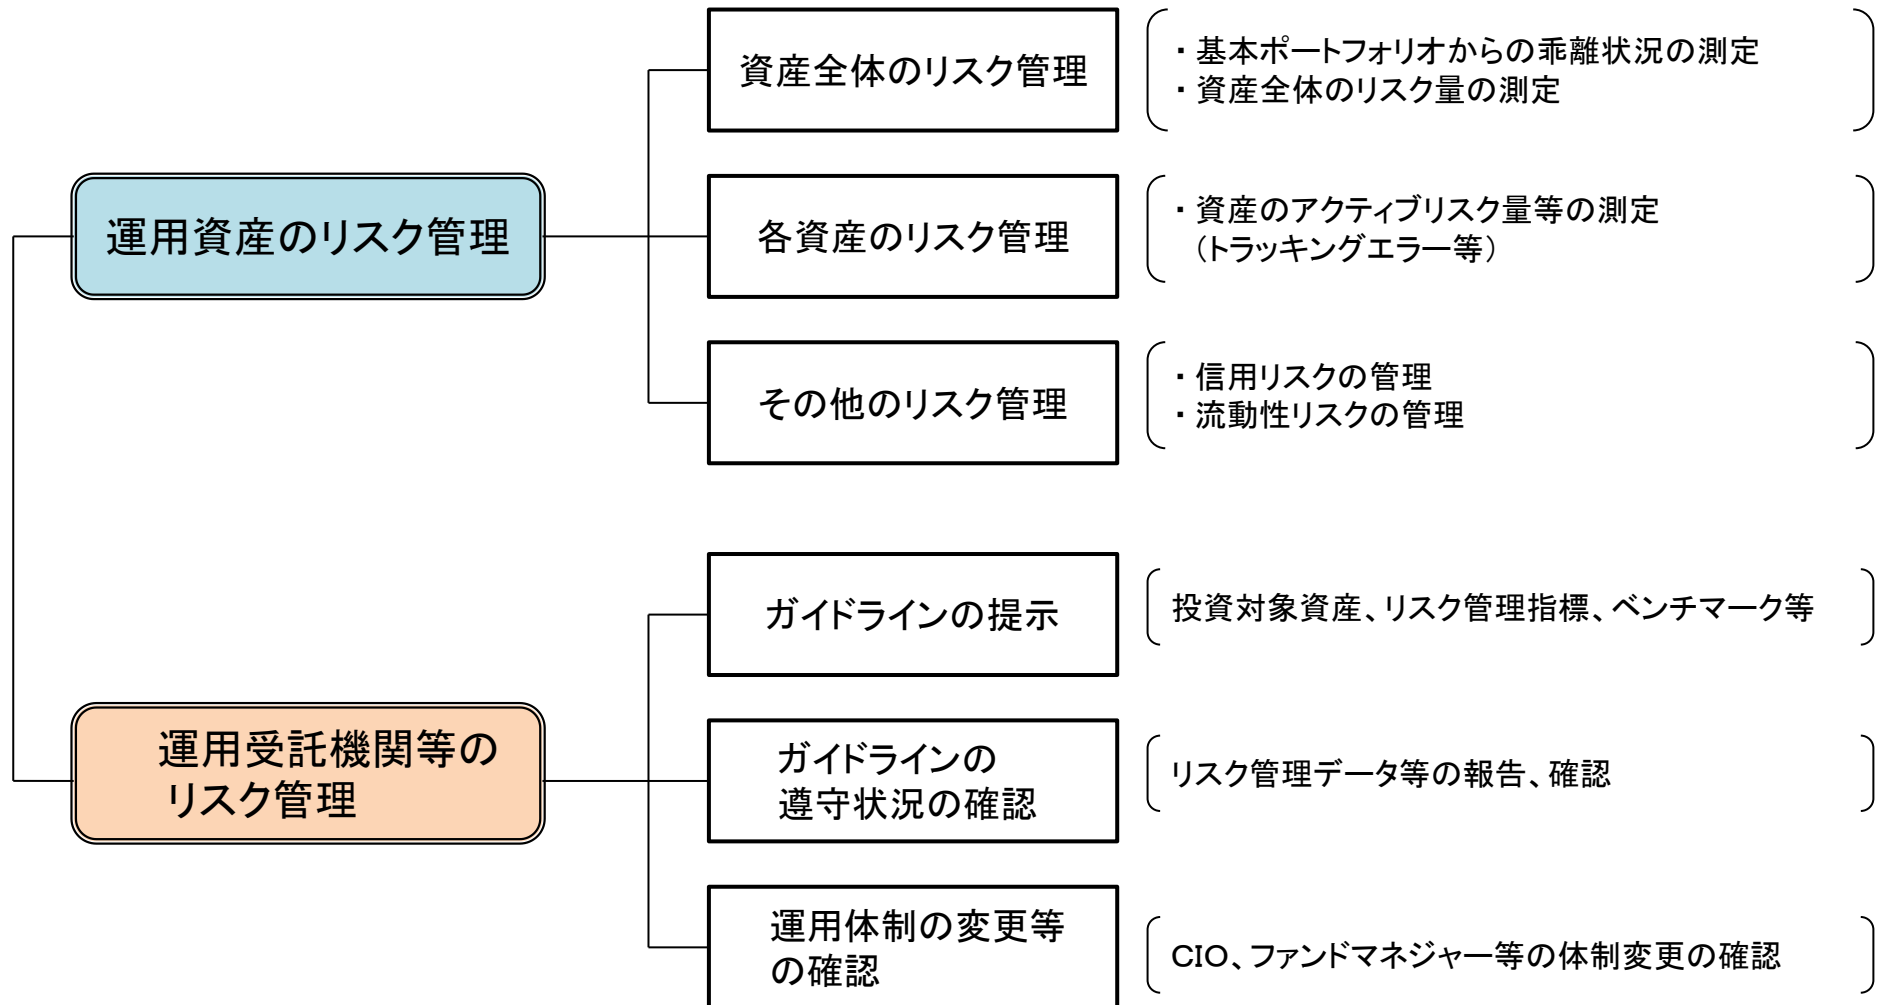 資産全体のリスク管理
・基本ポートフォリオからの乖離状況の測定
・資産全体のリスク量の測定
運用資産のリスク管理
各資産のリスク管理
・資産のアクティブリスク量等の測定
（トラッキングエラー等）
その他のリスク管理
・信用リスクの管理
・流動性リスクの管理
ガイドラインの提示
投資対象資産、リスク管理指標、ベンチマーク等
運用受託機関等の
リスク管理
ガイドラインの
遵守状況の確認
リスク管理データ等の報告、確認
運用体制の変更等
の確認
CIO、ファンドマネジャー等の体制変更の確認